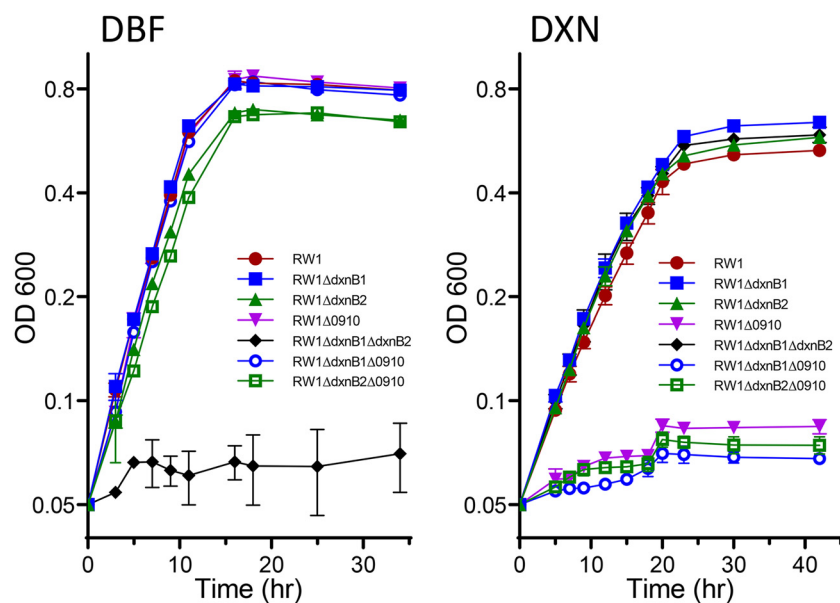 DBF
0.8
0.4
0.2
0.1
0.05
OD 600
RW1
RW1ΔdxnB1
RW1ΔdxnB2
RW1Δ0910
RW1ΔdxnB1ΔdxnB2
RW1ΔdxnB1Δ0910
RW1ΔdxnB2Δ0910
0 10 20 30
Time (hr)
DXN
0.8
0.4
0.2
0.1
0.05
OD 600
RW1
RW1ΔdxnB1
RW1ΔdxnB2
RW1Δ0910
RW1ΔdxnB1ΔdxnB2
RW1ΔdxnB1Δ0910
RW1ΔdxnB2Δ0910
0 10 20 30 40
Time (hr)